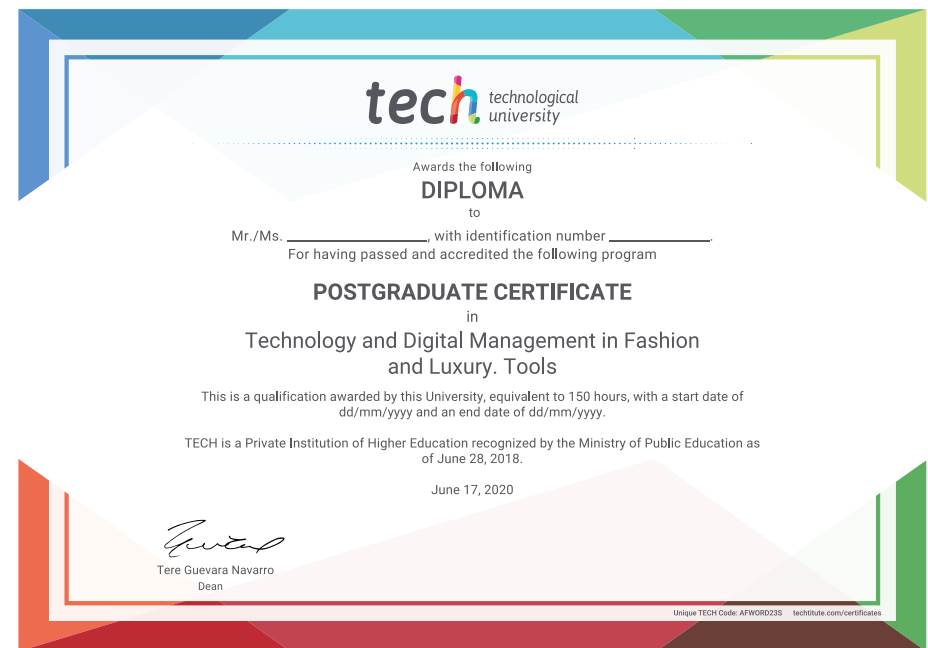 tech technological
university
Awards the following
DIPLOMA
to
Mr./Ms. ____________________, with identification number ______________.
For having passed and accredited the following program
POSTGRADUATE CERTIFICATE
in
Technology and Digital Management in Fashion
and Luxury. Tools
This is a qualification awarded by this University, equivalent to 150 hours, with a start date of
dd/mm/yyyy and an end date of dd/mm/yyyy.
TECH is a Private Institution of Higher Education recognized by the Ministry of Public Education as
of June 28, 2018.
June 17, 2020
Tere Guevara Navarro
Dean
Unique TECH Code: AFWORD23S techtitute.com/certificates